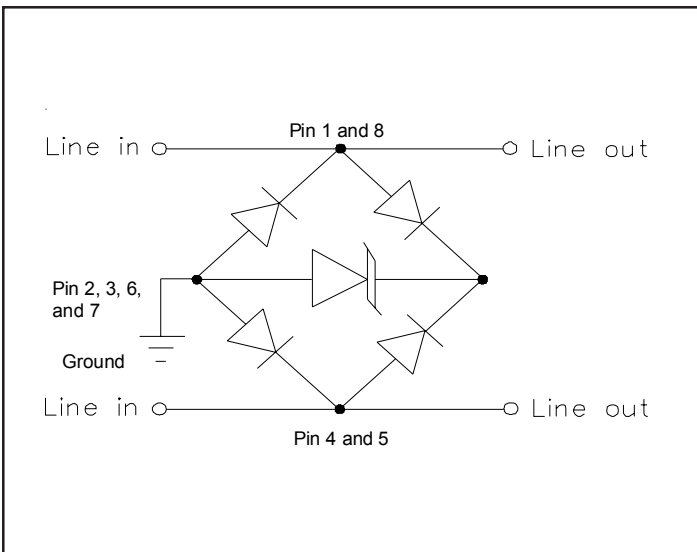 Pin 1 and 8
Line in
Line out
Pin 2, 3, 6,
and 7
Ground
Line in
Line out
Pin 4 and 5